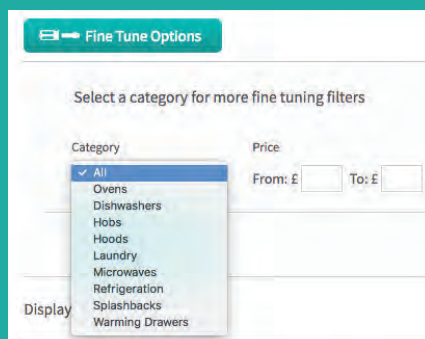 Fine Tune Options
Select a category for more fine tuning filters
Category Price
✓ All
From: £ To: £
Ovens
Dishwashers
Hobs
Hoods
Laundry
Microwaves
Refrigeration
Splashbacks
Warming Drawers
Display